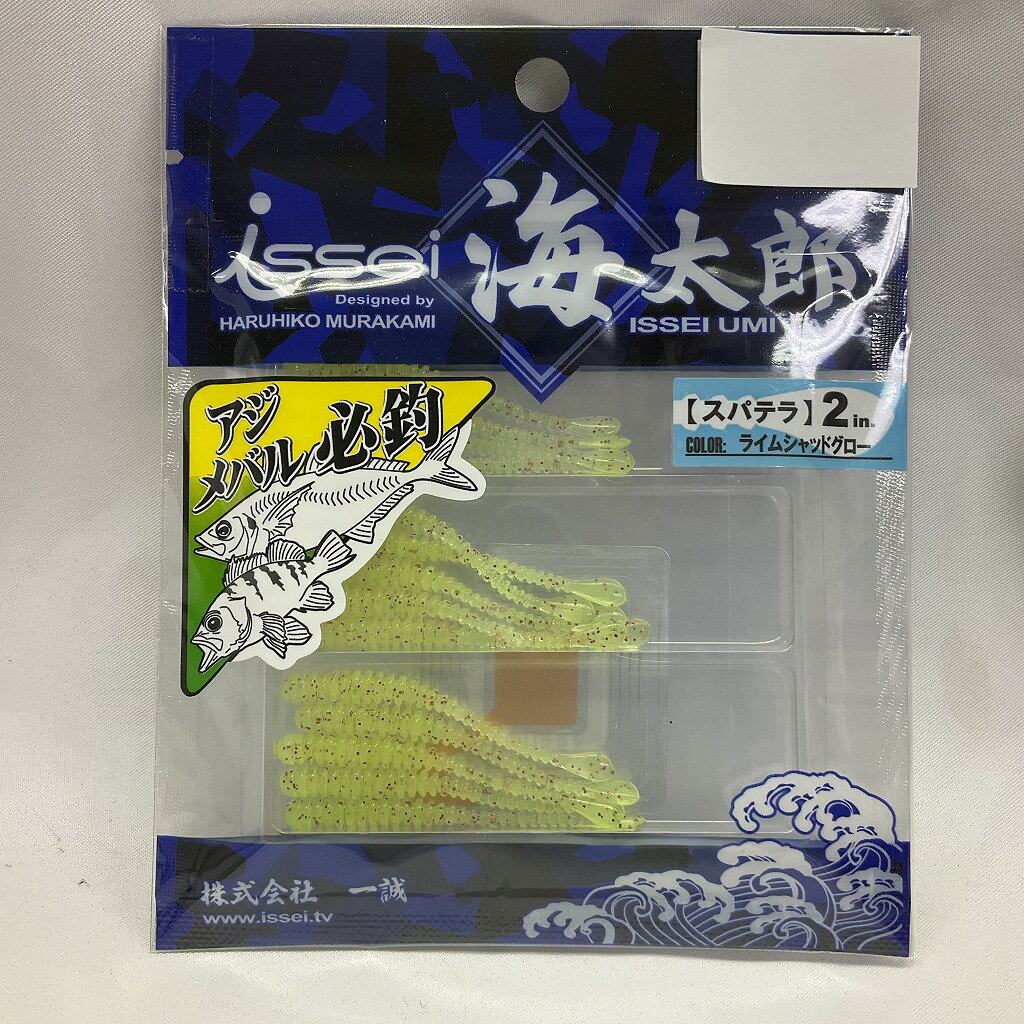 issei
海太郎
Designed by
HARUHIKO MURAKAMI
ISSEI UMI
アジ
メバル 必釣
【スパテラ】2in.
COLOR: ライムシャッドグロー
株式会社 一誠
www.issei.tv